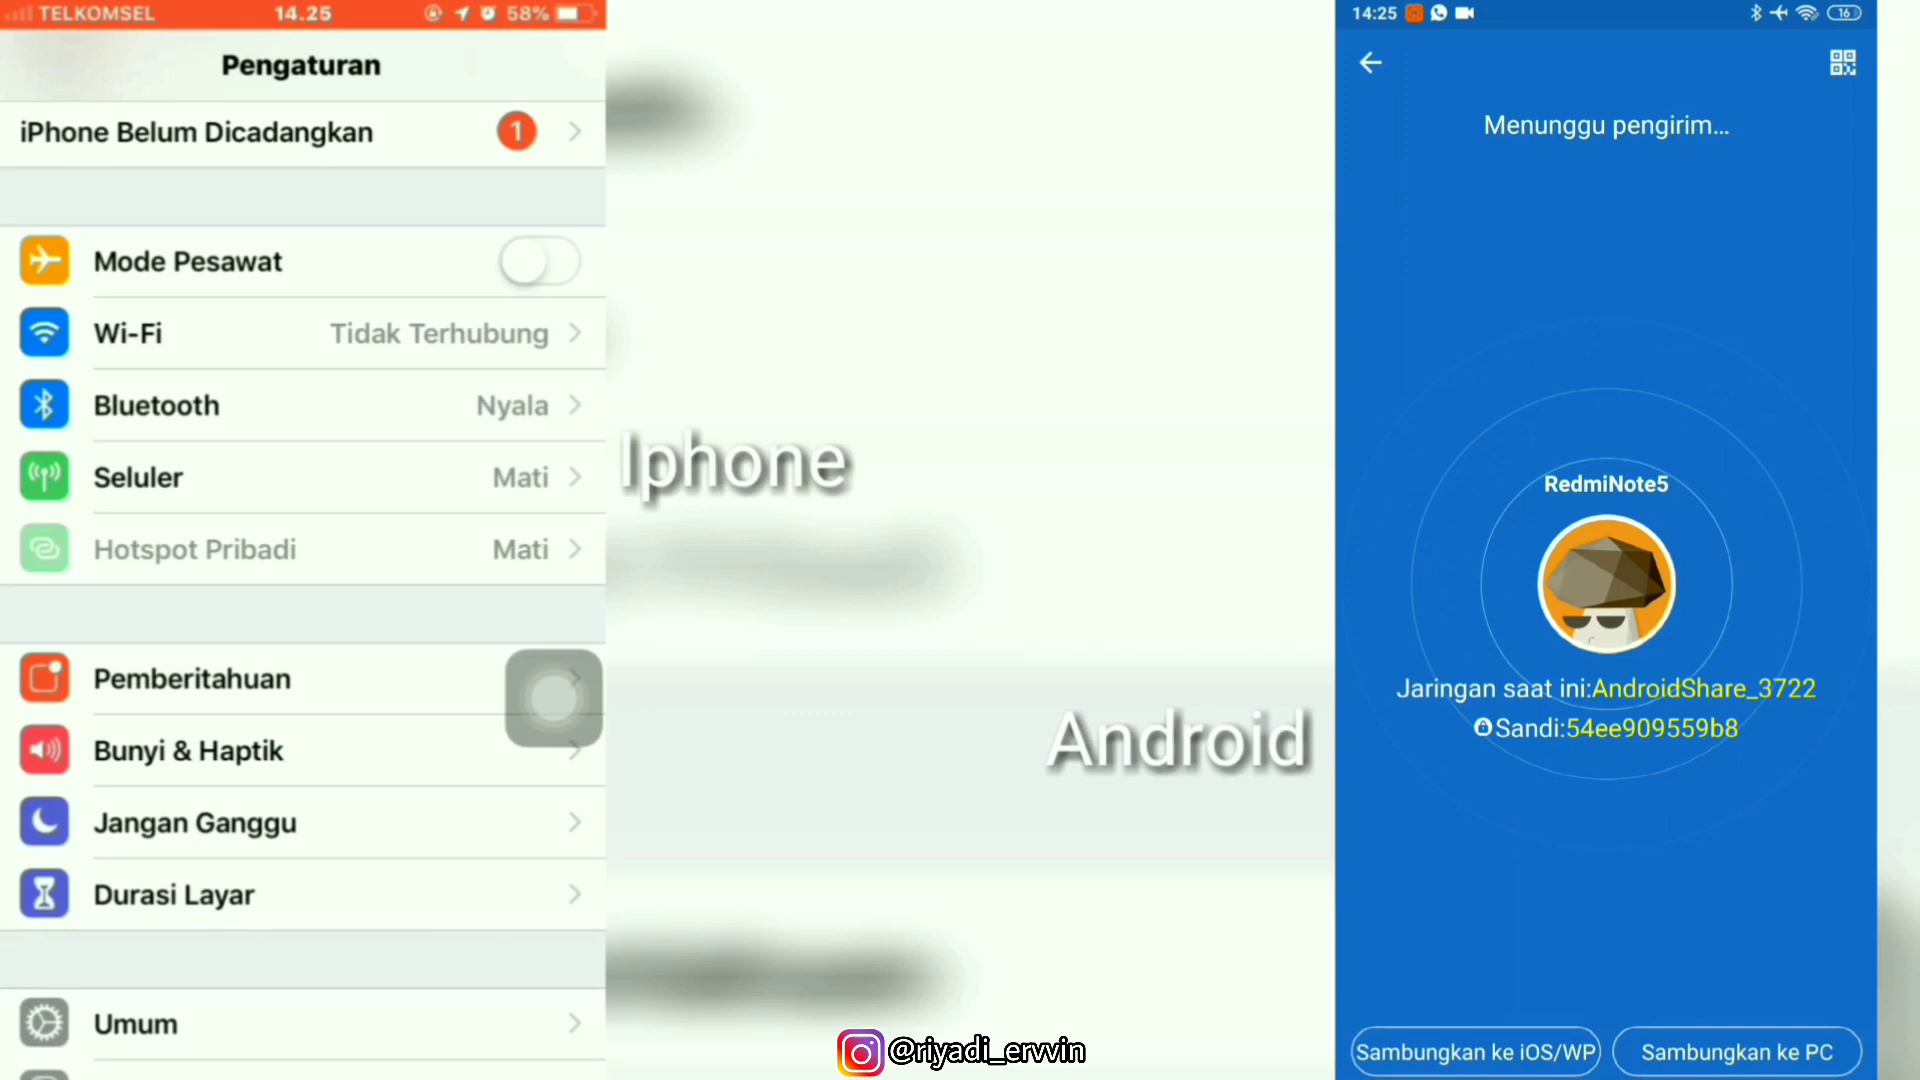 TELKOMSEL 14.25 58%
Pengaturan
iPhone Belum Dicadangkan 1
Mode Pesawat
Wi-Fi Tidak Terhubung
Bluetooth Nyala
Seluler Mati
Hotspot Pribadi Mati
Pemberitahuan
Bunyi & Haptik
Jangan Ganggu
Durasi Layar
Umum
Iphone
Android
@riyadi_ervvin
14:25 16
Menunggu pengirim...
RedmiNote5
Jaringan saat ini:AndroidShare_3722
Sandi:54ee909559b8
Sambungkan ke iOS/WP
Sambungkan ke PC